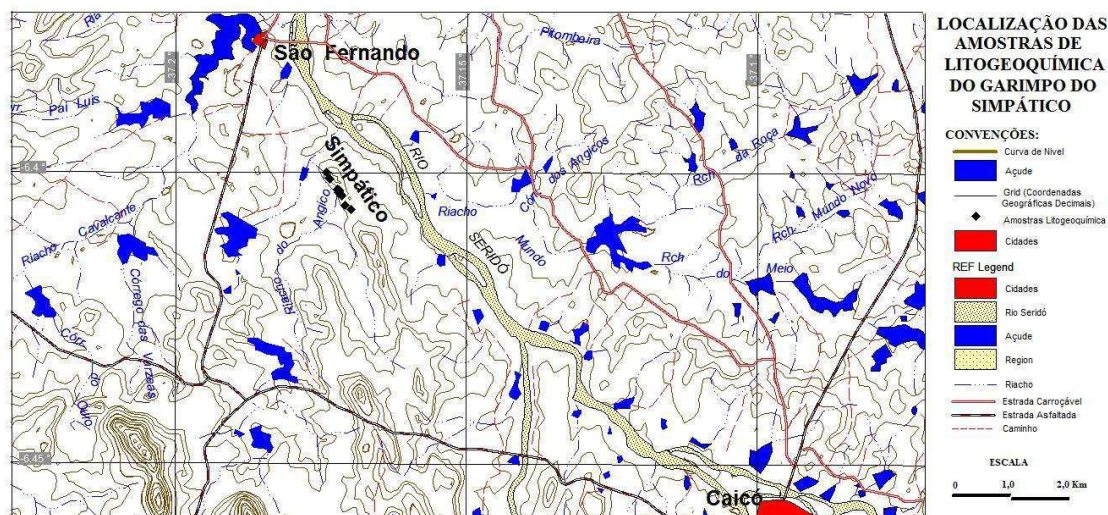 Ria
São Fernando
Pitombeira
-37.2 °
-37.15 °
-37.1 °
Pai Luis
RIO
Simpático
da Roça
Rch
dos Angicos
Córr
-6.4 °
Riacho
Mundo
Rch Mundo Novo
Riacho Cavalcante
Riacho do Angico
SERIDÓ
Rch do Meio
Córrego das Varzeas
Córr do Ouro
-6.45 °
Caicó
LOCALIZAÇÃO DAS
AMOSTRAS DE
LITOGEOQUÍMICA
DO GARIMPO DO
SIMPÁTICO
CONVENÇÕES:
Curva de Nível
Açude
Grid (Coordenadas
Geográficas Decimais)
Amostras Litogeoquímica
Cidades
REF Legend
Cidades
Rio Seridó
Açude
Region
Riacho
Estrada Carroçável
Estrada Asfaltada
Caminho
ESCALA
0 1,0 2,0 Km